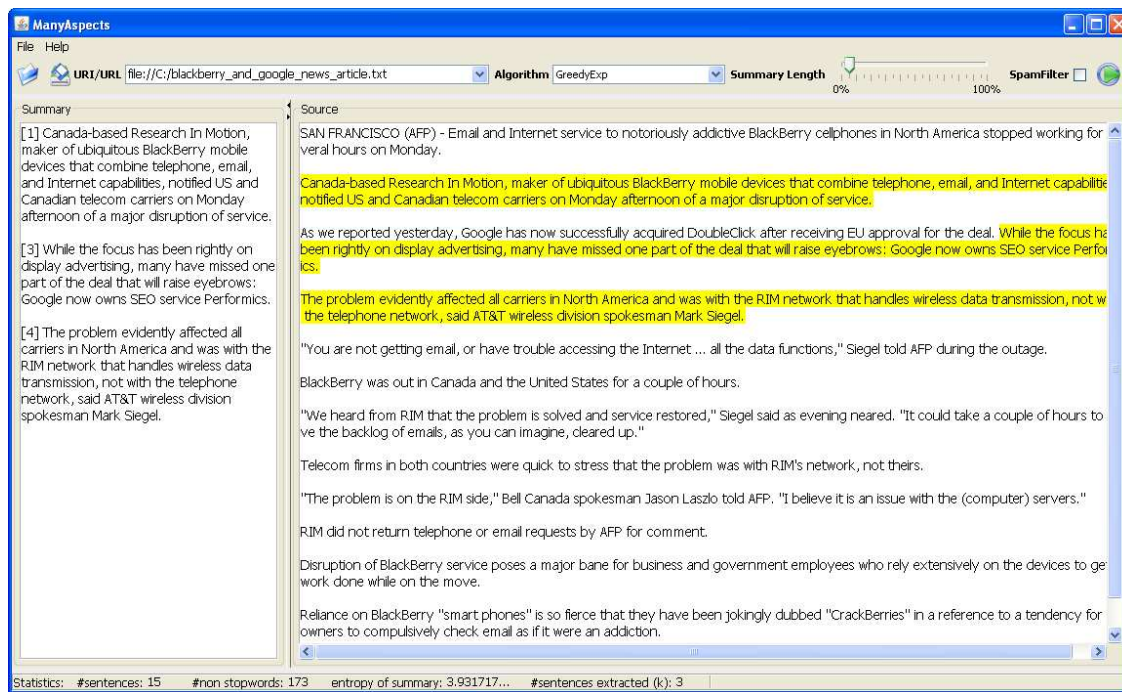 ManyAspects
File Help
URI/URL file://C:/blackberry_and_google_news_article.txt Algorithm GreedyExp Summary Length SpamFilter
0% 100%
Summary
[1] Canada-based Research In Motion,
maker of ubiquitous BlackBerry mobile
devices that combine telephone, email,
and Internet capabilities, notified US and
Canadian telecom carriers on Monday
afternoon of a major disruption of service.
[3] While the focus has been rightly on
display advertising, many have missed one
part of the deal that will raise eyebrows:
Google now owns SEO service Performics.
[4] The problem evidently affected all
carriers in North America and was with the
RIM network that handles wireless data
transmission, not with the telephone
network, said AT&T wireless division
spokesman Mark Siegel.
Source
SAN FRANCISCO (AFP) - Email and Internet service to notoriously addictive BlackBerry cellphones in North America stopped working for
veral hours on Monday.
Canada-based Research In Motion, maker of ubiquitous BlackBerry mobile devices that combine telephone, email, and Internet capabilitie
notified US and Canadian telecom carriers on Monday afternoon of a major disruption of service.
As we reported yesterday, Google has now successfully acquired DoubleClick after receiving EU approval for the deal. While the focus ha
been rightly on display advertising, many have missed one part of the deal that will raise eyebrows: Google now owns SEO service Perfo
ics.
The problem evidently affected all carriers in North America and was with the RIM network that handles wireless data transmission, not w
the telephone network, said AT&T wireless division spokesman Mark Siegel.
"You are not getting email, or have trouble accessing the Internet ... all the data functions," Siegel told AFP during the outage.
BlackBerry was out in Canada and the United States for a couple of hours.
"We heard from RIM that the problem is solved and service restored," Siegel said as evening neared. "It could take a couple of hours to
ve the backlog of emails, as you can imagine, cleared up."
Telecom firms in both countries were quick to stress that the problem was with RIM's network, not theirs.
"The problem is on the RIM side," Bell Canada spokesman Jason Laszlo told AFP. "I believe it is an issue with the (computer) servers."
RIM did not return telephone or email requests by AFP for comment.
Disruption of BlackBerry service poses a major bane for business and government employees who rely extensively on the devices to ge
work done while on the move.
Reliance on BlackBerry "smart phones" is so fierce that they have been jokingly dubbed "CrackBerries" in a reference to a tendency for
owners to compulsively check email as if it were an addiction.
Statistics: #sentences: 15 #non stopwords: 173 entropy of summary: 3.931717... #sentences extracted (k): 3